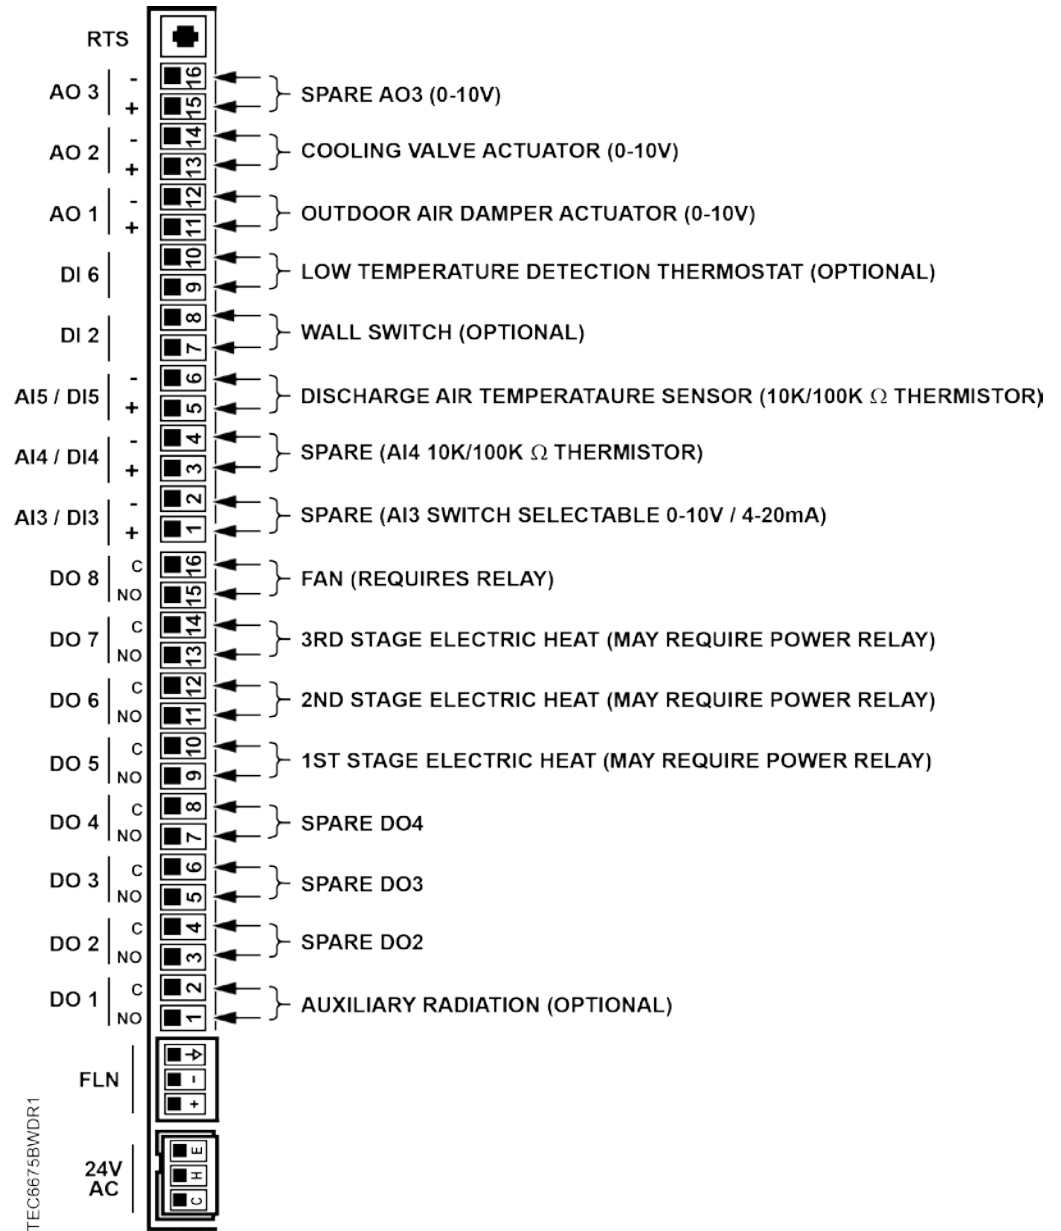 RTS
AO 3 - 16 SPARE AO3 (0-10V)
+ 15
AO 2 - 14 COOLING VALVE ACTUATOR (0-10V)
+ 13
AO 1 - 12 OUTDOOR AIR DAMPER ACTUATOR (0-10V)
+ 11
DI 6 10 LOW TEMPERATURE DETECTION THERMOSTAT (OPTIONAL)
9
DI 2 8 WALL SWITCH (OPTIONAL)
7
AI5 / DI5 - 6 DISCHARGE AIR TEMPERATAURE SENSOR (10K/100K Ω THERMISTOR)
+ 5
AI4 / DI4 - 4 SPARE (AI4 10K/100K Ω THERMISTOR)
+ 3
AI3 / DI3 - 2 SPARE (AI3 SWITCH SELECTABLE 0-10V / 4-20mA)
+ 1
DO 8 C 16 FAN (REQUIRES RELAY)
NO 15
DO 7 C 14 3RD STAGE ELECTRIC HEAT (MAY REQUIRE POWER RELAY)
NO 13
DO 6 C 12 2ND STAGE ELECTRIC HEAT (MAY REQUIRE POWER RELAY)
NO 11
DO 5 C 10 1ST STAGE ELECTRIC HEAT (MAY REQUIRE POWER RELAY)
NO 9
DO 4 C 8 SPARE DO4
NO 7
DO 3 C 6 SPARE DO3
NO 5
DO 2 C 4 SPARE DO2
NO 3
DO 1 C 2 AUXILIARY RADIATION (OPTIONAL)
NO 1
FLN -
+
24V E
AC H
C
TEC6675BWDR1